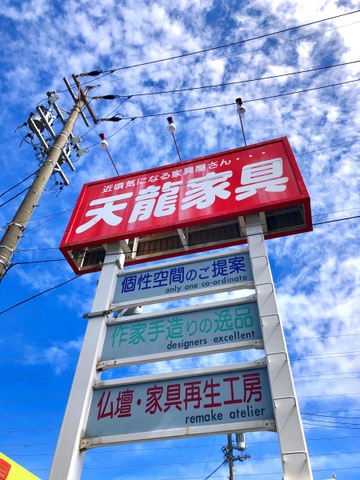 近頃気になる家具屋さん・・・
天龍家具
個性空間のご提案
only one co-ordinate
作家手造りの逸品
designers excellent
仏壇・家具再生工房
remake atelier